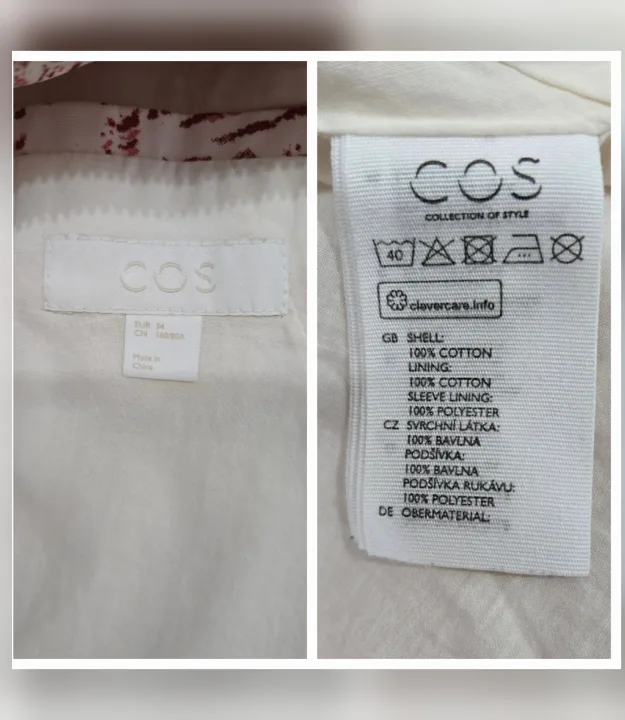 COS
EUR 34
CN 160/80A
Made in
China
COS
COLLECTION OF STYLE
40
clevercare.info
GB SHELL:
100% COTTON
LINING:
100% COTTON
SLEEVE LINING:
100% POLYESTER
CZ SVRCHNÍ LÁTKA:
100% BAVLNA
PODŠÍVKA:
100% BAVLNA
PODŠÍVKA RUKÁVU:
100% POLYESTER
DE OBERMATERIAL: